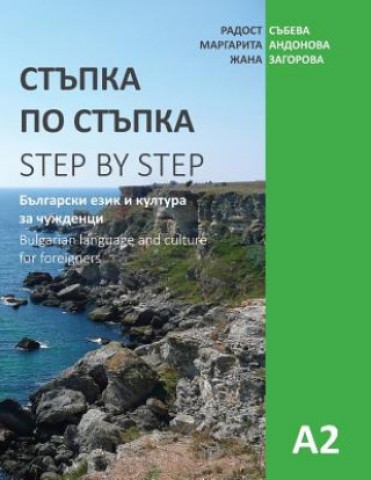 РАДОСТ СЪБЕВА
МАРГАРИТА АНДОНОВА
ЖАНА ЗАГОРОВА
СТЪПКА
ПО СТЪПКА
STEP BY STEP
Български език и култура
за чужденци
Bulgarian language and culture
for foreigners
A2